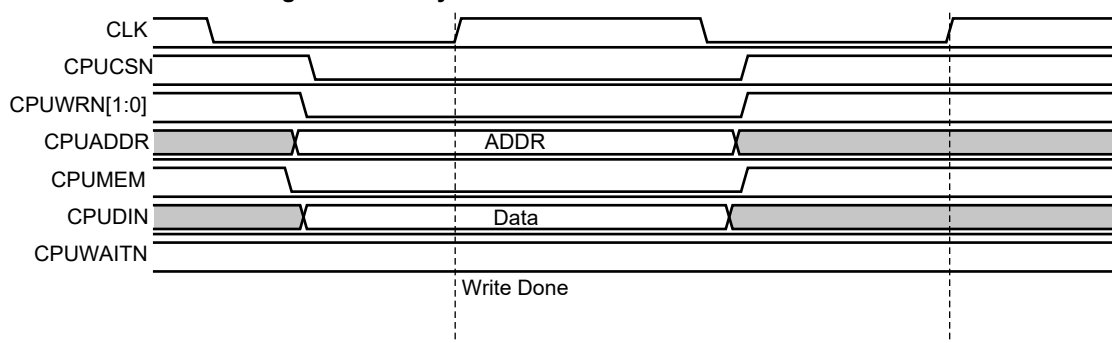 CLK
CPUCSN
CPUWRN[1:0]
CPUADDR ADDR
CPUMEM
CPUDIN Data
CPUWAITN
Write Done